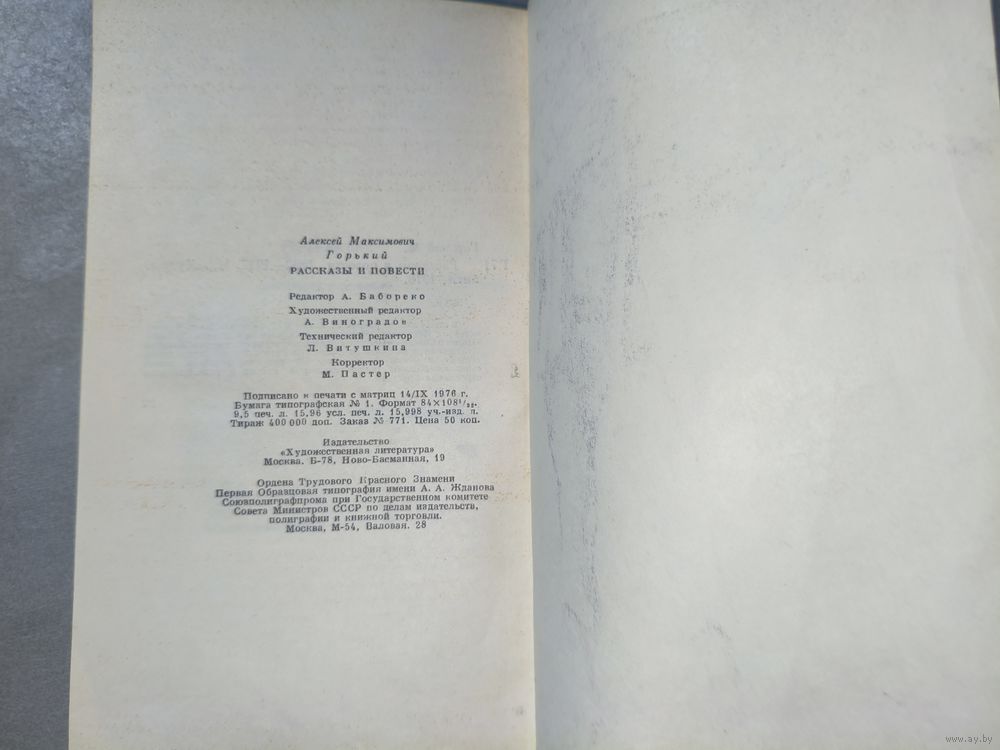 Алексей Максимович
Горький
РАССКАЗЫ И ПОВЕСТИ
Редактор А. Бабореко
Художественный редактор
А. Виноградов
Технический редактор
Л. Витушкина
Корректор
М. Пастер
Подписано к печати с матриц 14/IX 1976 г.
Бумага типографская № 1. Формат 84×108¹/₃₂.
9,5 печ. л. 15,96 усл. печ. л. 15,998 уч.-изд. л.
Тираж 400 000 доп. Заказ № 771. Цена 50 коп.
Издательство
«Художественная литература»
Москва. Б-78, Ново-Басманная, 19
Ордена Трудового Красного Знамени
Первая Образцовая типография имени А. А. Жданова
Союзполиграфпрома при Государственном комитете
Совета Министров СССР по делам издательств,
полиграфии и книжной торговли.
Москва, М-54, Валовая. 28
www.ay.by